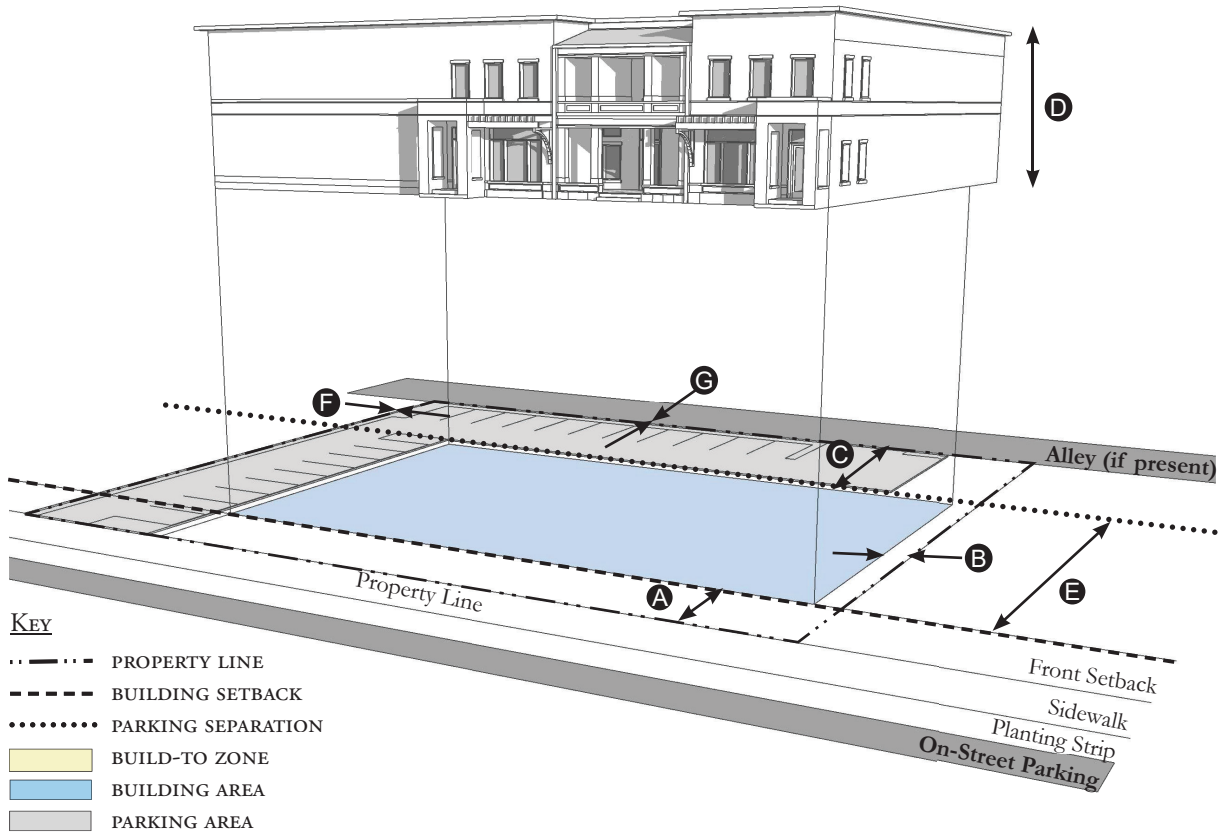 D
G
F
C
Alley (if present)
B
E
A
Property Line
Front Setback
Sidewalk
Planting Strip
On-Street Parking
KEY
PROPERTY LINE
BUILDING SETBACK
PARKING SEPARATION
BUILD-TO ZONE
BUILDING AREA
PARKING AREA